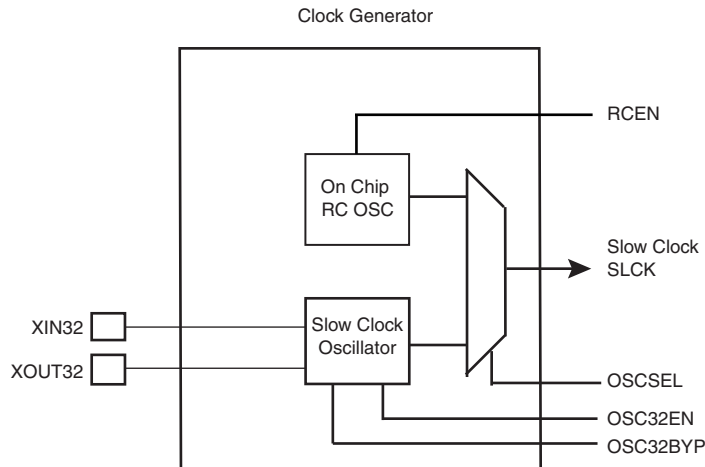 Clock Generator
RCEN
On Chip
RC OSC
Slow Clock
SLCK
XIN32
Slow Clock
Oscillator
XOUT32
OSCSEL
OSC32EN
OSC32BYP